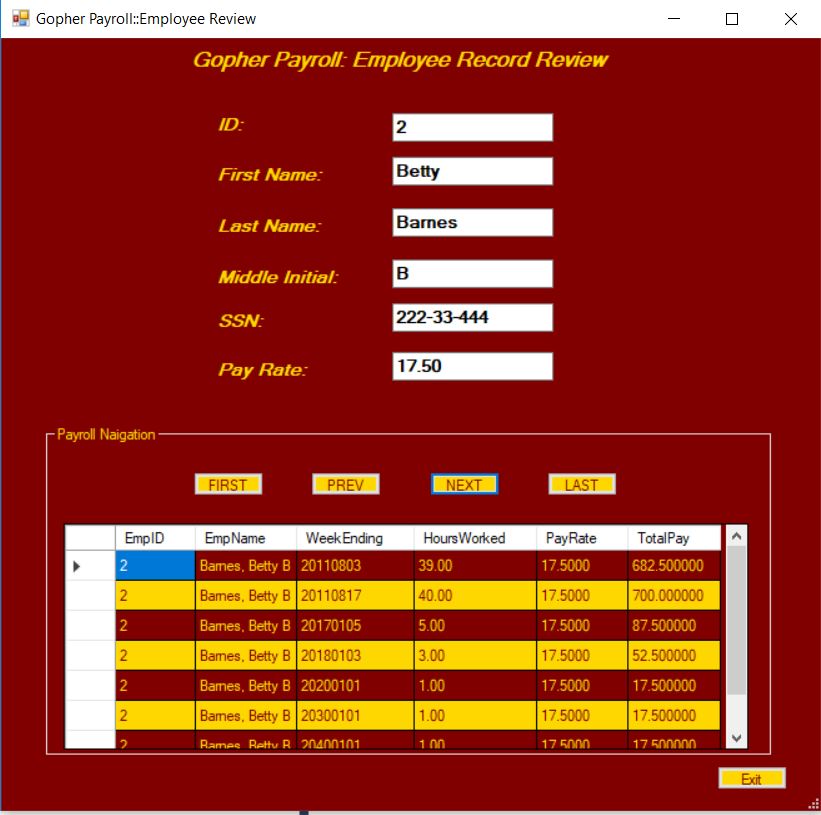 Gopher Payroll::Employee Review
Gopher Payroll: Employee Record Review
ID: 2
First Name: Betty
Last Name: Barnes
Middle Initial: B
SSN: 222-33-444
Pay Rate: 17.50
Payroll Naigation
FIRST PREV NEXT LAST
EmpID EmpName WeekEnding HoursWorked PayRate TotalPay
2 Barnes, Betty B 20110803 39.00 17.5000 682.500000
2 Barnes, Betty B 20110817 40.00 17.5000 700.000000
2 Barnes, Betty B 20170105 5.00 17.5000 87.500000
2 Barnes, Betty B 20180103 3.00 17.5000 52.500000
2 Barnes, Betty B 20200101 1.00 17.5000 17.500000
2 Barnes, Betty B 20300101 1.00 17.5000 17.500000
2 Barnes, Betty B 20400101 1.00 17.5000 17.500000
Exit